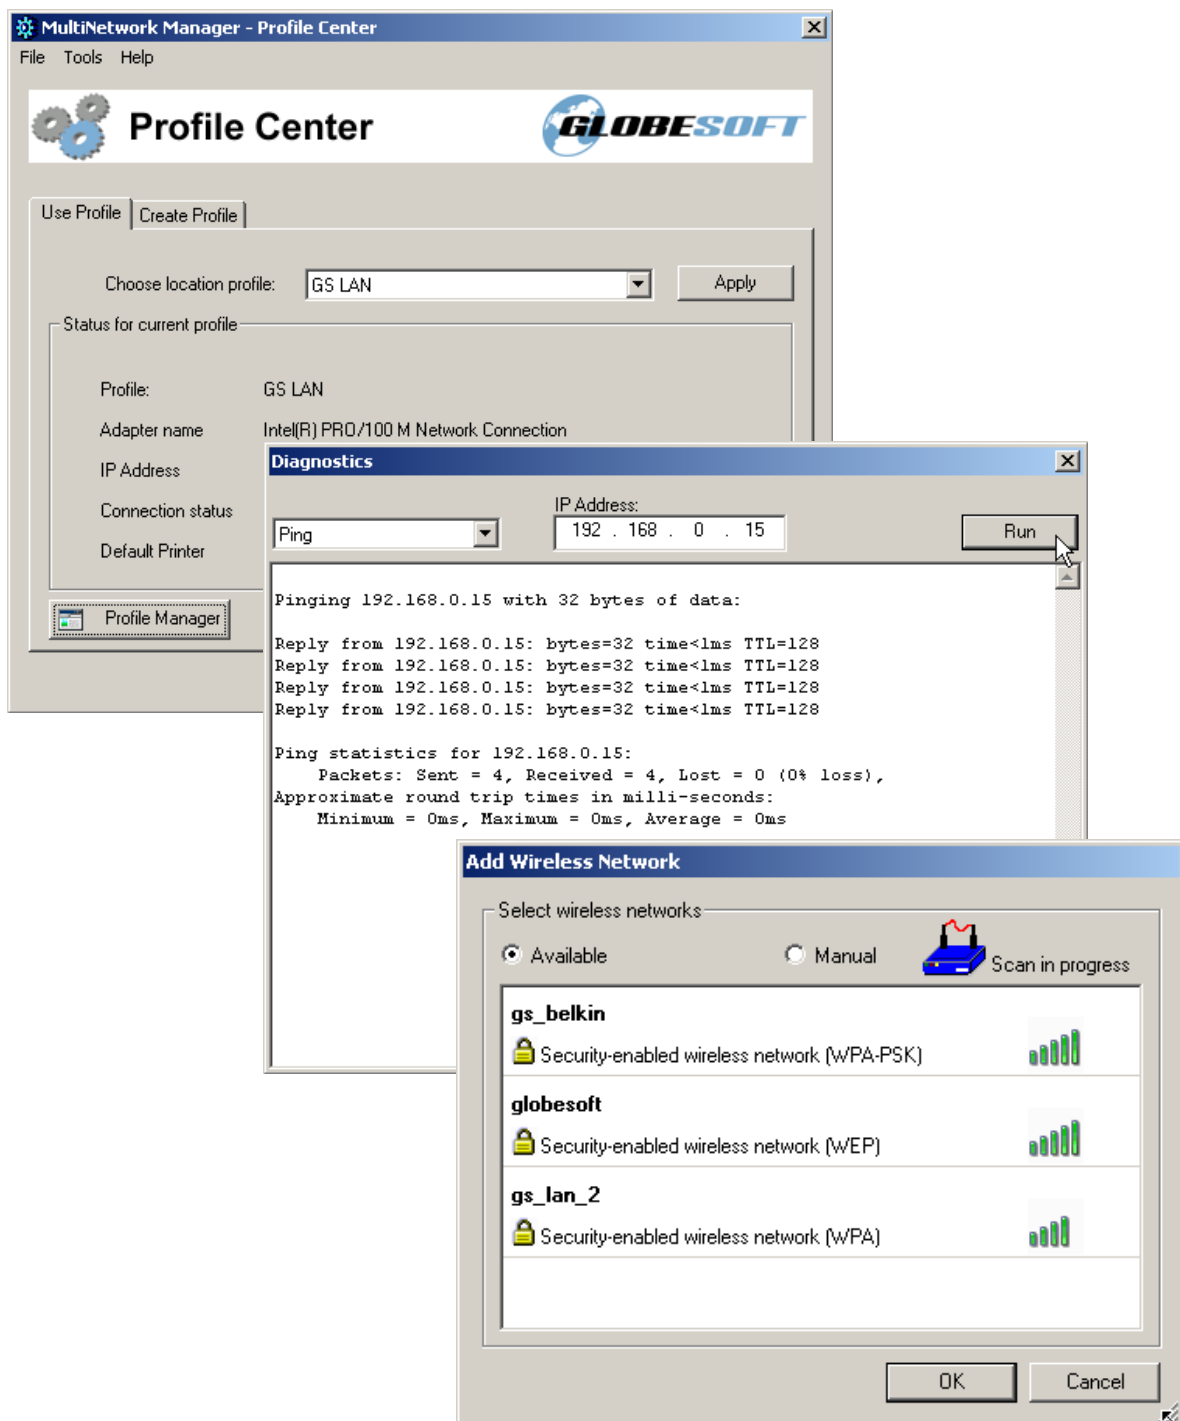 MultiNetwork Manager - Profile Center
File Tools Help
Profile Center
GLOBESOFT
Use Profile Create Profile
Choose location profile: GS LAN Apply
Status for current profile
Profile: GS LAN
Adapter name Intel(R) PRO/100 M Network Connection
IP Address
Connection status
Default Printer
Profile Manager
Diagnostics
IP Address:
Ping 192 . 168 . 0 . 15 Run
Pinging 192.168.0.15 with 32 bytes of data:
Reply from 192.168.0.15: bytes=32 time<1ms TTL=128
Reply from 192.168.0.15: bytes=32 time<1ms TTL=128
Reply from 192.168.0.15: bytes=32 time<1ms TTL=128
Reply from 192.168.0.15: bytes=32 time<1ms TTL=128
Ping statistics for 192.168.0.15:
Packets: Sent = 4, Received = 4, Lost = 0 (0% loss),
Approximate round trip times in milli-seconds:
Minimum = 0ms, Maximum = 0ms, Average = 0ms
Add Wireless Network
Select wireless networks
Available Manual Scan in progress
gs_belkin
Security-enabled wireless network (WPA-PSK)
globesoft
Security-enabled wireless network (WEP)
gs_lan_2
Security-enabled wireless network (WPA)
OK Cancel